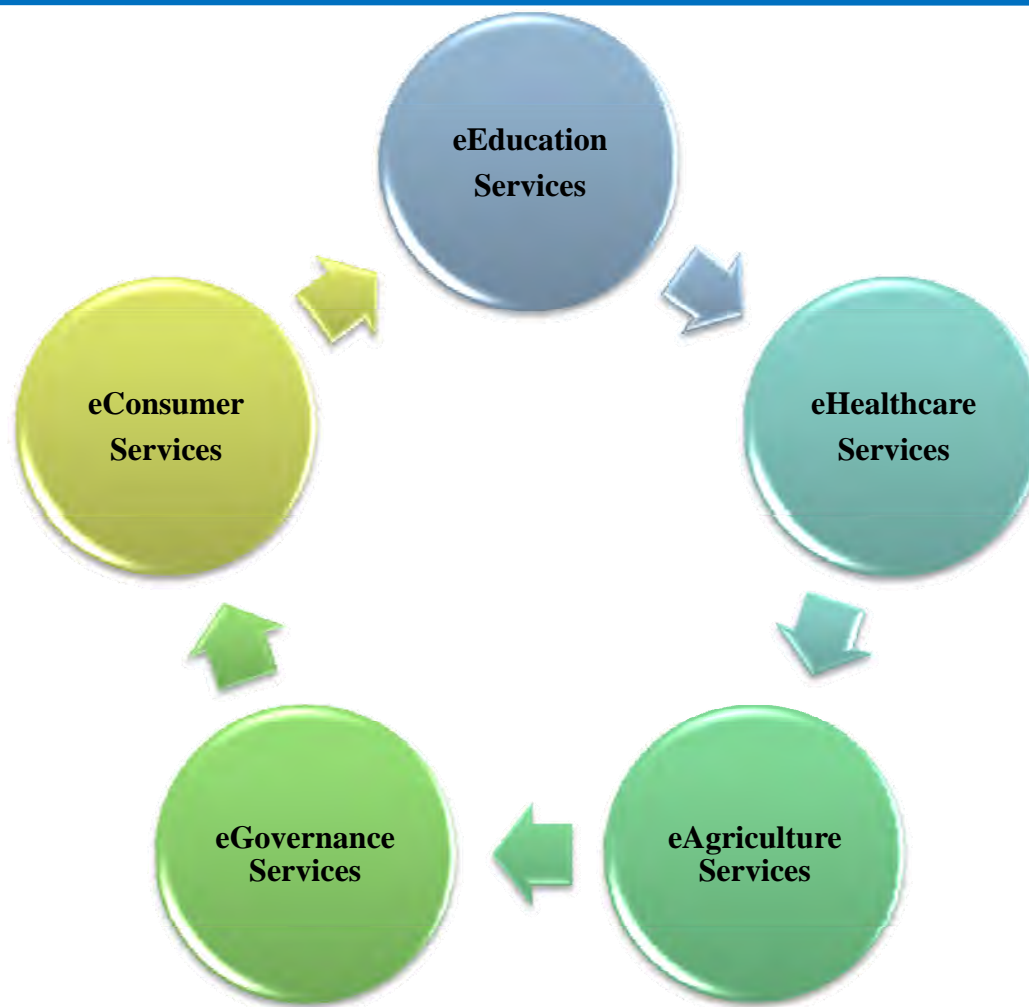 eEducation
Services
eHealthcare
Services
eAgriculture
Services
eGovernance
Services
eConsumer
Services